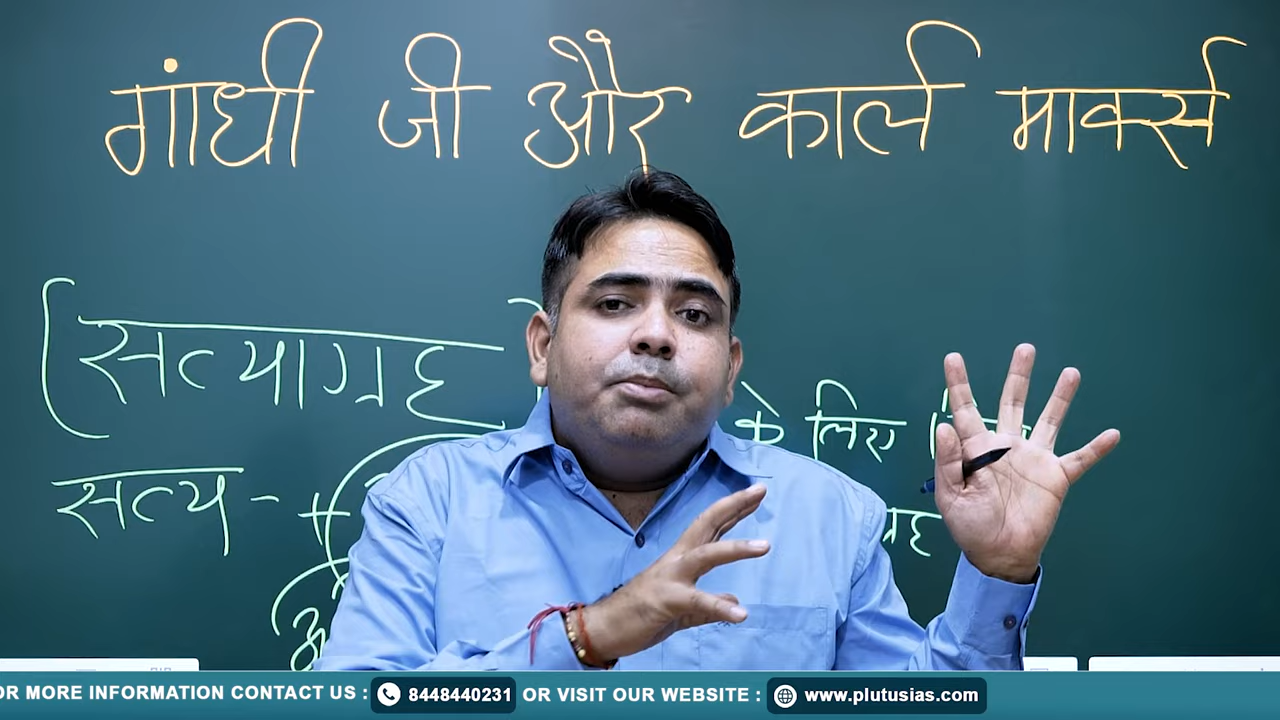 गांधी जी और कार्ल मार्क्स
[सत्याग्रह
के लिए
सत्य -
OR MORE INFORMATION CONTACT US : 8448440231 OR VISIT OUR WEBSITE : www.plutusias.com